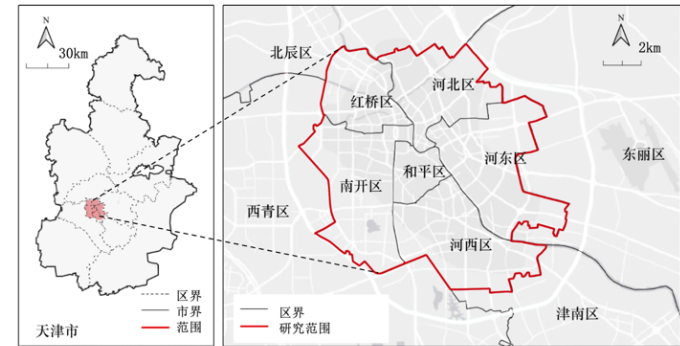 N
30km
区界
市界
范围
天津市
N
2km
北辰区
河北区
红桥区
河东区
东丽区
和平区
南开区
西青区
河西区
津南区
区界
研究范围